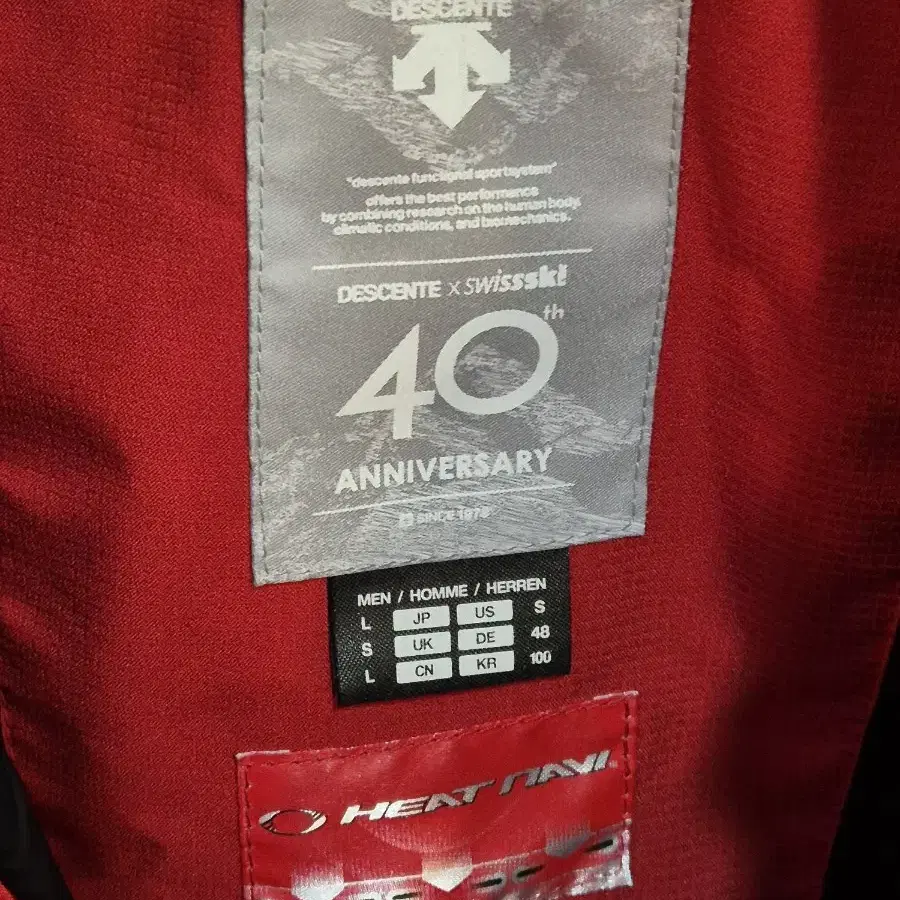 DESCENTE
"descente functional sportsystem"
offers the best performance
by combining research on the human body,
climatic conditions, and biomechanics.
DESCENTE x swissski
40th
ANNIVERSARY
SINCE 1978
MEN / HOMME / HERREN
L JP US S
S UK DE 48
L CN KR 100
HEAT NAVI